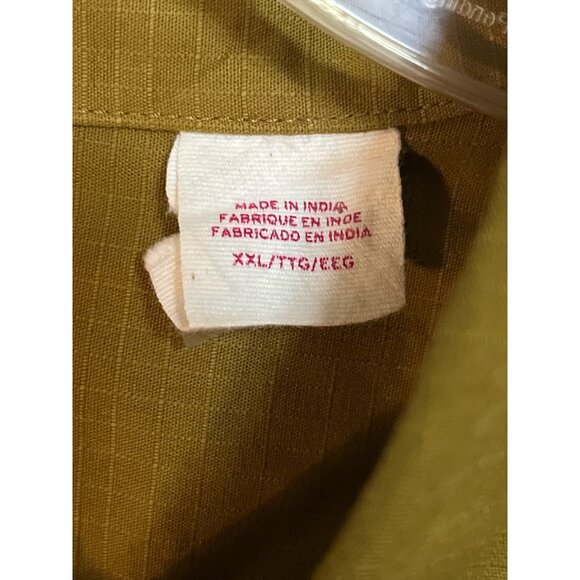 MADE IN INDIA
FABRIQUE EN INDE
FABRICADO EN INDIA
XXL/TTG/EEG